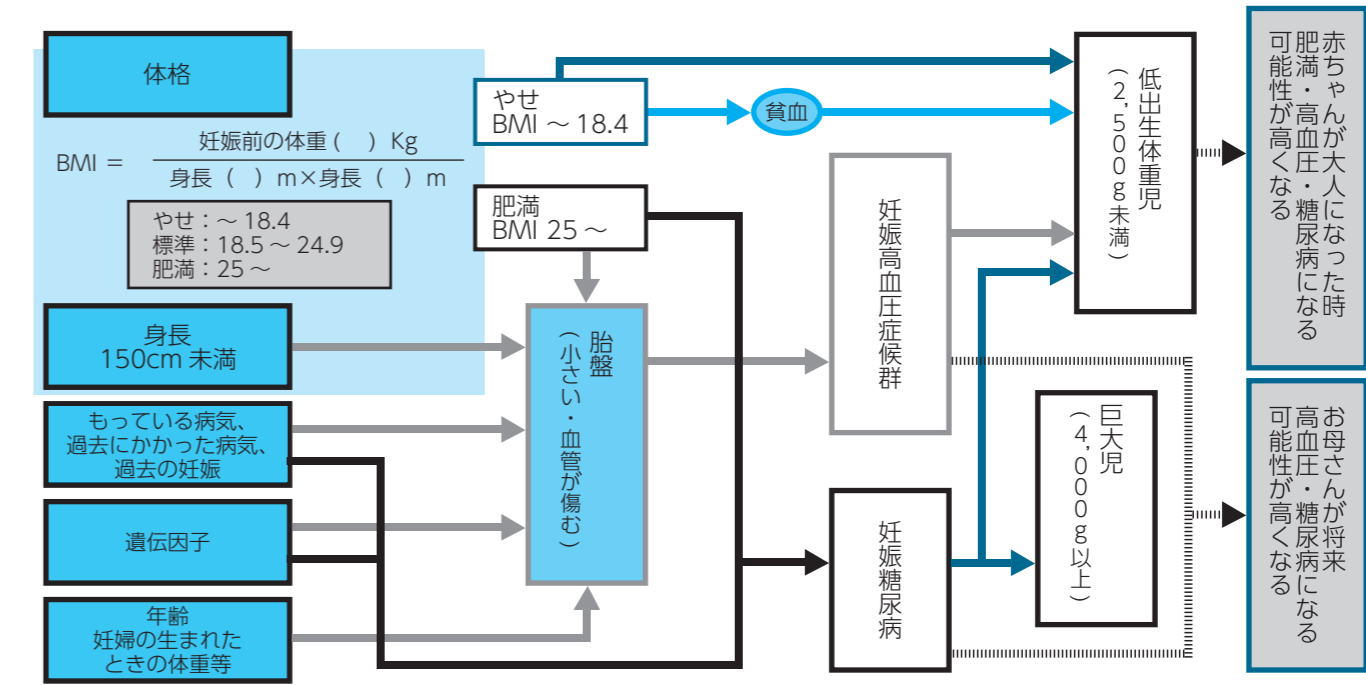 体格
BMI ＝ 妊娠前の体重 (　) Kg
身長 (　) m×身長 (　) m
やせ：～ 18.4
標準：18.5 ～ 24.9
肥満：25 ～
身長
150cm 未満
もっている病気、
過去にかかった病気、
過去の妊娠
遺伝因子
年齢
妊婦の生まれた
ときの体重等
やせ
BMI ～ 18.4
貧血
肥満
BMI 25 ～
胎盤
（小さい・血管が傷む）
妊娠高血圧症候群
妊娠糖尿病
低出生体重児
（2,500g未満）
巨大児
（4,000g以上）
赤ちゃんが大人になった時
肥満・高血圧・糖尿病になる
可能性が高くなる
お母さんが将来
高血圧・糖尿病になる
可能性が高くなる